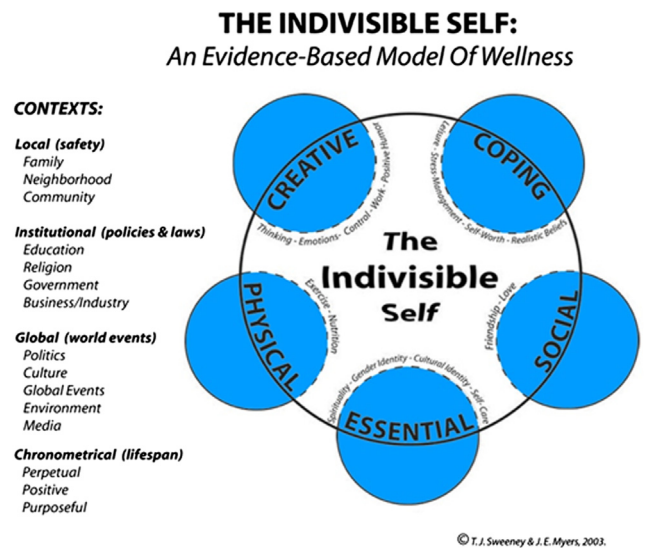 THE INDIVISIBLE SELF:
An Evidence-Based Model Of Wellness
CONTEXTS:
Local (safety)
Family
Neighborhood
Community
Institutional (policies & laws)
Education
Religion
Government
Business/Industry
Global (world events)
Politics
Culture
Global Events
Environment
Media
Chronometrical (lifespan)
Perpetual
Positive
Purposeful
CREATIVE
Thinking - Emotions- Control - Work - Positive Humor
COPING
Leisure - Stress-Management - Self-Worth - Realistic Beliefs
The
Indivisible
Self
PHYSICAL
Exercise - Nutrition
SOCIAL
Friendship - Love
ESSENTIAL
Spirituality - Gender Identity - Cultural Identity - Self- Care
© T. J. Sweeney & J. E. Myers, 2003.